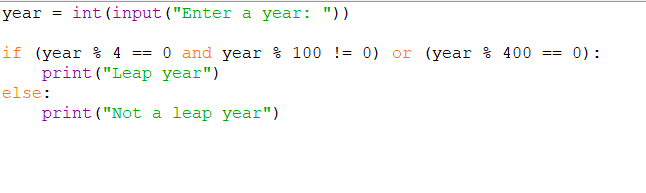 year = int(input("Enter a year: "))
if (year % 4 == 0 and year % 100 != 0) or (year % 400 == 0):
    print("Leap year")
else:
    print("Not a leap year")